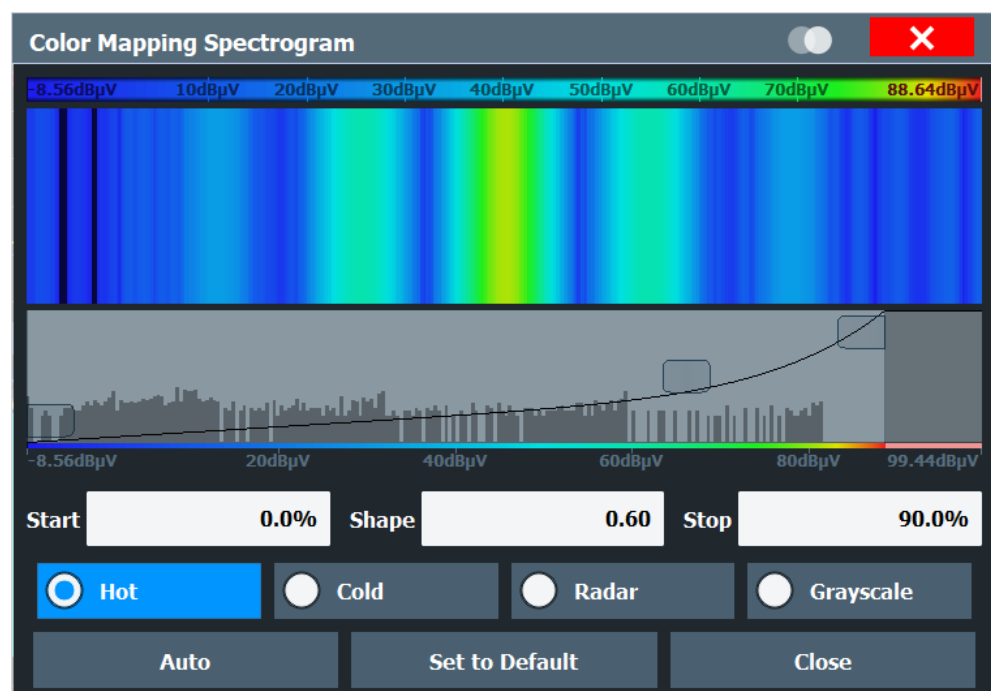 Color Mapping Spectrogram
-8.56dBµV 10dBµV 20dBµV 30dBµV 40dBµV 50dBµV 60dBµV 70dBµV 88.64dBµV
-8.56dBµV 20dBµV 40dBµV 60dBµV 80dBµV 99.44dBµV
Start 0.0% Shape 0.60 Stop 90.0%
Hot Cold Radar Grayscale
Auto Set to Default Close